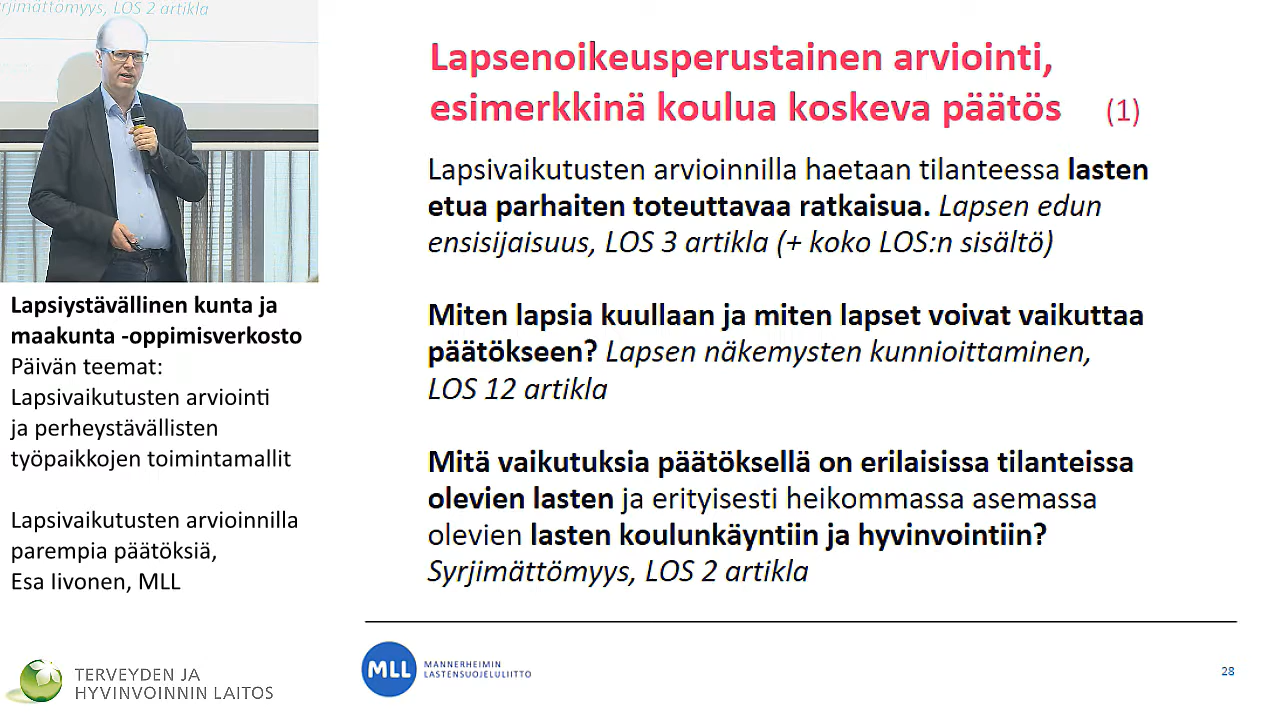 rjimättömyys, LOS 2 artikla
Lapsiystävällinen kunta ja
maakunta -oppimisverkosto
Päivän teemat:
Lapsivaikutusten arviointi
ja perheystävällisten
työpaikkojen toimintamallit
Lapsivaikutusten arvioinnilla
parempia päätöksiä,
Esa Iivonen, MLL
TERVEYDEN JA
HYVINVOINNIN LAITOS
Lapsenoikeusperustainen arviointi,
esimerkkinä koulua koskeva päätös (1)
Lapsivaikutusten arvioinnilla haetaan tilanteessa lasten
etua parhaiten toteuttavaa ratkaisua. Lapsen edun
ensisijaisuus, LOS 3 artikla (+ koko LOS:n sisältö)
Miten lapsia kuullaan ja miten lapset voivat vaikuttaa
päätökseen? Lapsen näkemysten kunnioittaminen,
LOS 12 artikla
Mitä vaikutuksia päätöksellä on erilaisissa tilanteissa
olevien lasten ja erityisesti heikommassa asemassa
olevien lasten koulunkäyntiin ja hyvinvointiin?
Syrjimättömyys, LOS 2 artikla
MLL
MANNERHEIMIN
LASTENSUOJELULIITTO
28